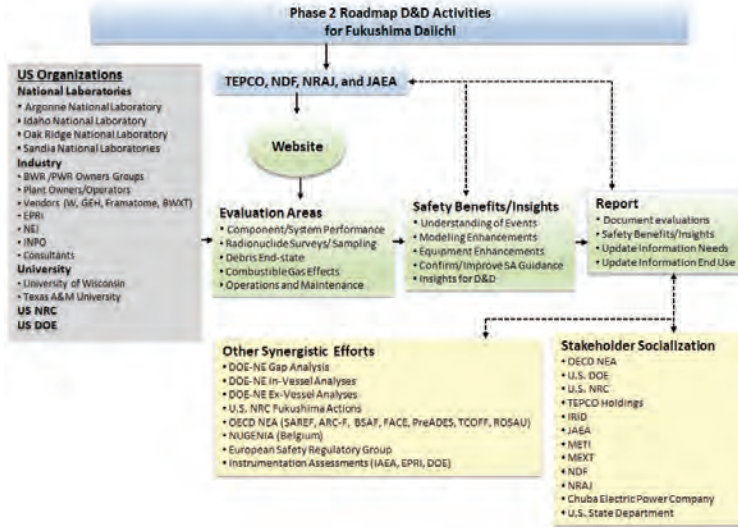 Phase 2 Roadmap D&D Activities
for Fukushima Daiichi
US Organizations
National Laboratories
• Argonne National Laboratory
• Idaho National Laboratory
• Oak Ridge National Laboratory
• Sandia National Laboratories
Industry
• BWR /PWR Owners Groups
• Plant Owners/Operators
• Vendors (W, GEH, Framatome, BWXT)
• EPRI
• NEI
• INPO
• Consultants
University
• University of Wisconsin
• Texas A&M University
US NRC
US DOE
TEPCO, NDF, NRAJ, and JAEA
Website
Evaluation Areas
• Component/System Performance
• Radionuclide Surveys/ Sampling
• Debris End-state
• Combustible Gas Effects
• Operations and Maintenance
Safety Benefits/Insights
• Understanding of Events
• Modeling Enhancements
• Equipment Enhancements
• Confirm/Improve SA Guidance
• Insights for D&D
Report
• Document evaluations
• Safety Benefits/Insights
• Update Information Needs
• Update Information End Use
Other Synergistic Efforts
• DOE-NE Gap Analysis
• DOE-NE In-Vessel Analyses
• DOE-NE Ex-Vessel Analyses
• U.S. NRC Fukushima Actions
• OECD NEA (SAREF, ARC-F, BSAF, FACE, PreADES, TCOFF, ROSAU)
• NUGENIA (Belgium)
• European Safety Regulatory Group
• Instrumentation Assessments (IAEA, EPRI, DOE)
Stakeholder Socialization
• OECD NEA
• U.S. DOE
• U.S. NRC
• TEPCO Holdings
• IRID
• JAEA
• METI
• MEXT
• NDF
• NRAJ
• Chuba Electric Power Company
• U.S. State Department